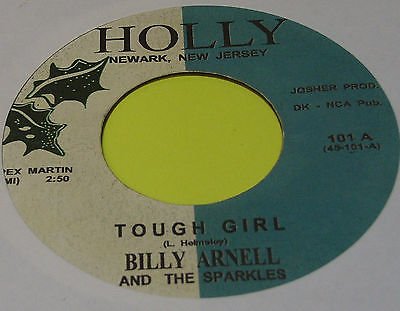 HOLLY
NEWARK, NEW JERSEY
JOSHER PROD.
DK - NCA Pub.
101 A
(45-101-A)
PEX MARTIN
MI) 2:50
TOUGH GIRL
(L. Helmsley)
BILLY ARNELL
AND THE SPARKLES